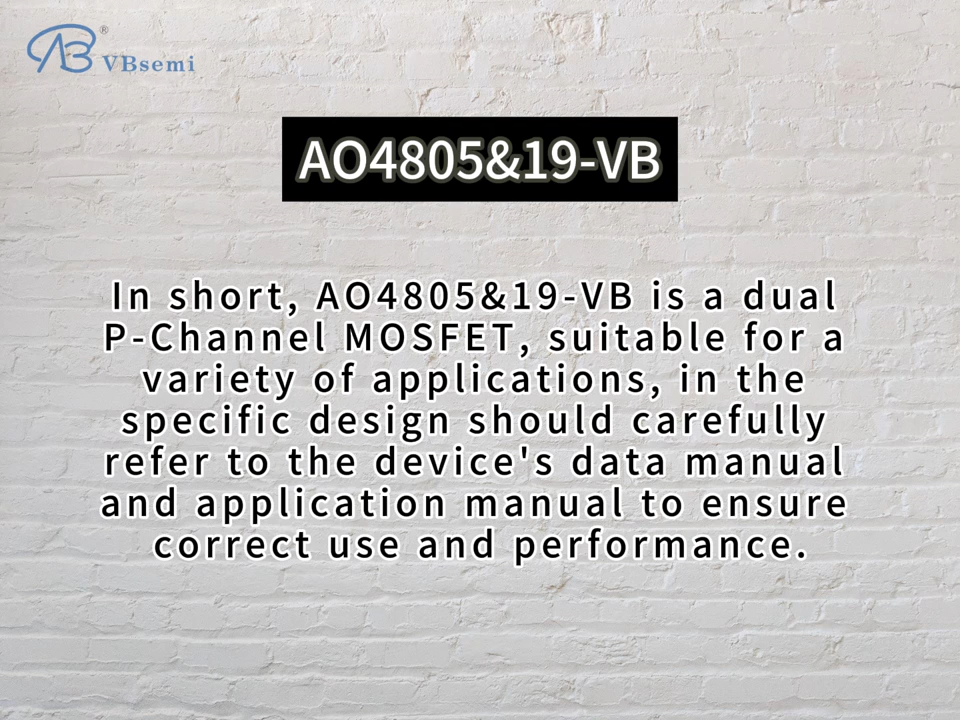 VBsemi®
AO4805&19-VB
In short, AO4805&19-VB is a dual
P-Channel MOSFET, suitable for a
variety of applications, in the
specific design should carefully
refer to the device's data manual
and application manual to ensure
correct use and performance.